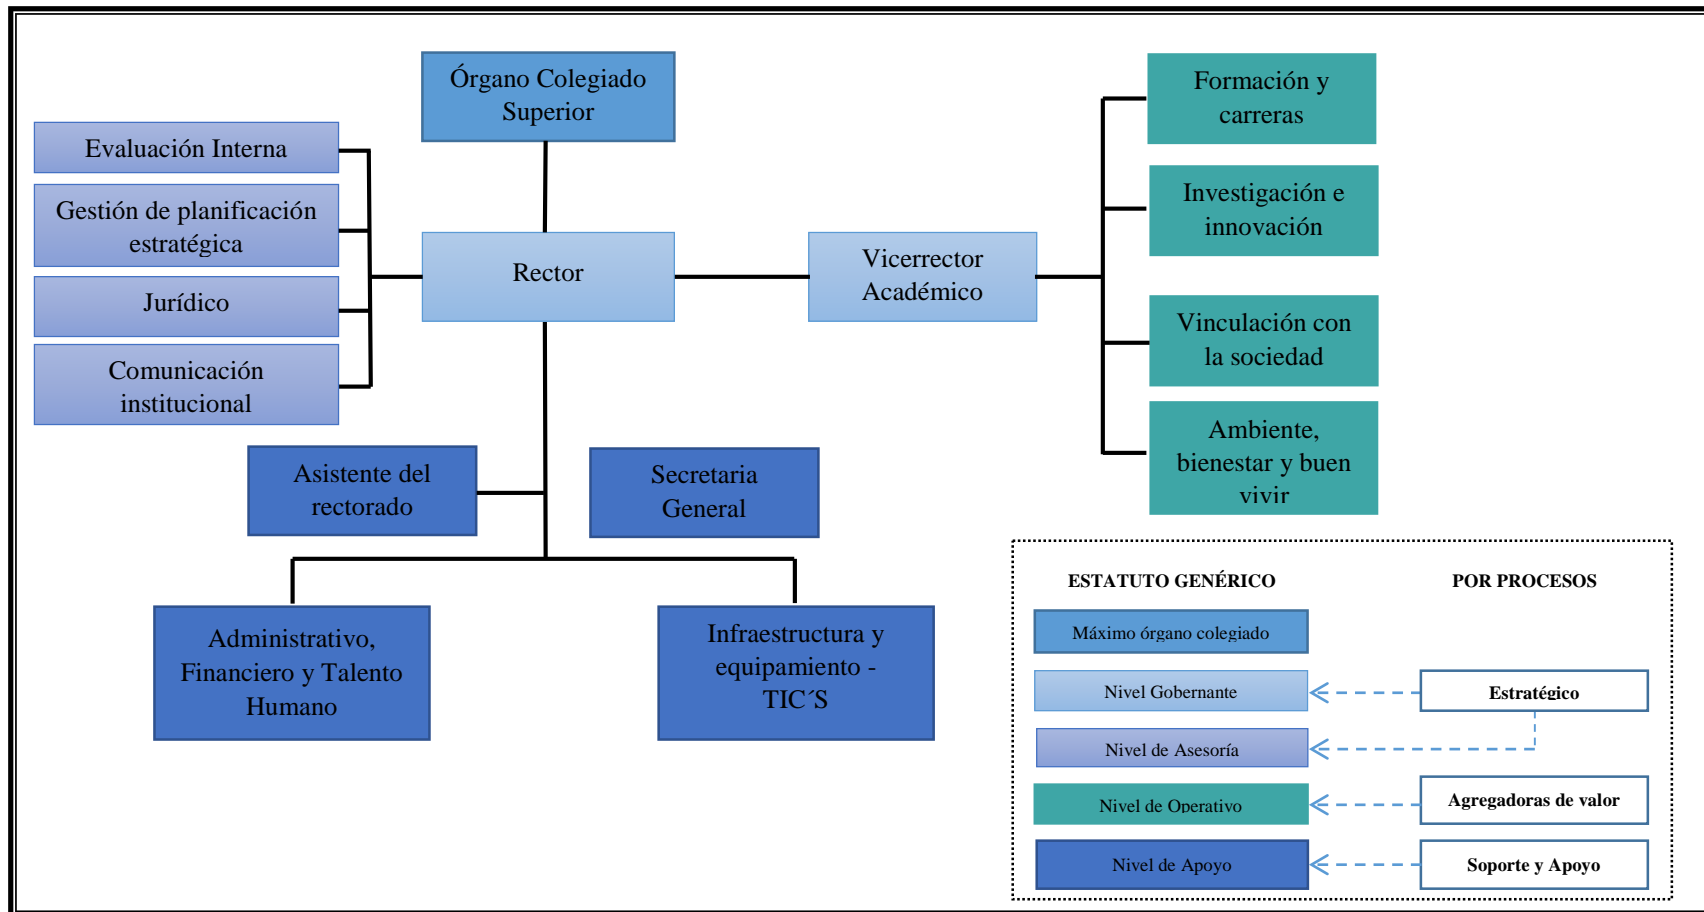 Órgano Colegiado
Superior
Evaluación Interna
Gestión de planificación
estratégica
Jurídico
Comunicación
institucional
Rector
Vicerrector
Académico
Formación y
carreras
Investigación e
innovación
Vinculación con
la sociedad
Ambiente,
bienestar y buen
vivir
Asistente del
rectorado
Secretaria
General
Administrativo,
Financiero y Talento
Humano
Infraestructura y
equipamiento -
TIC´S
ESTATUTO GENÉRICO
POR PROCESOS
Máximo órgano colegiado
Nivel Gobernante
Estratégico
Nivel de Asesoría
Nivel de Operativo
Agregadoras de valor
Nivel de Apoyo
Soporte y Apoyo